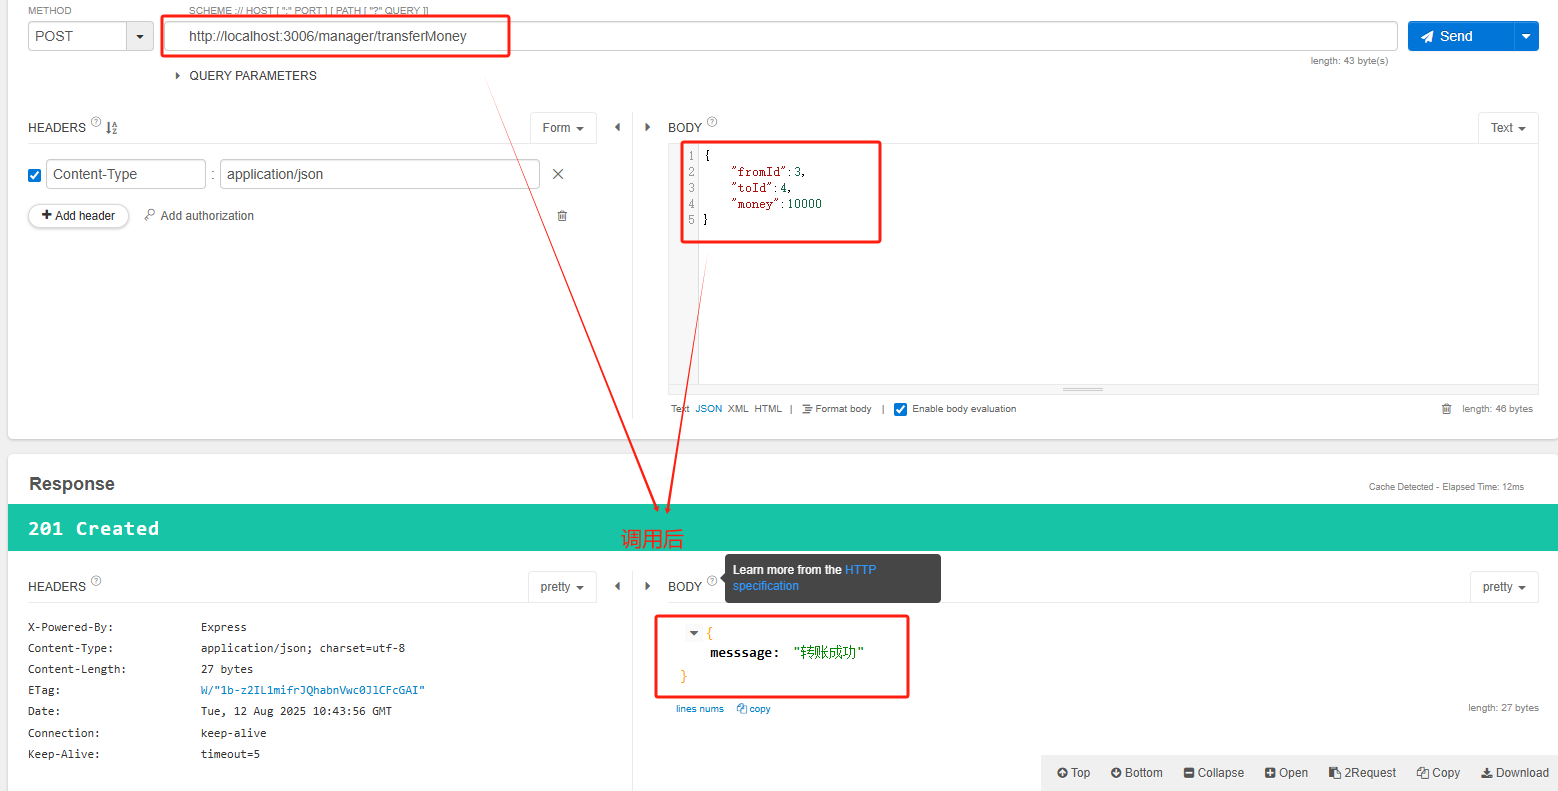 METHOD
SCHEME :// HOST [ ":" PORT ] [ PATH [ "?" QUERY ]]
POST
http://localhost:3006/manager/transferMoney
Send
length: 43 byte(s)
QUERY PARAMETERS
HEADERS
Form
BODY
Text
Content-Type
:
application/json
Add header
Add authorization
1 {
2 "fromId":3,
3 "toId":4,
4 "money":10000
5 }
Text JSON XML HTML | Format body | Enable body evaluation
length: 46 bytes
Response
Cache Detected - Elapsed Time: 12ms
201 Created
调用后
Learn more from the HTTP
specification
HEADERS
pretty
BODY
pretty
X-Powered-By: Express
Content-Type: application/json; charset=utf-8
Content-Length: 27 bytes
ETag: W/"1b-z2IL1mifrJQhabnVwc0JlCFcGAI"
Date: Tue, 12 Aug 2025 10:43:56 GMT
Connection: keep-alive
Keep-Alive: timeout=5
{
messsage: "转账成功"
}
lines nums copy
length: 27 bytes
Top Bottom Collapse Open 2Request Copy Download